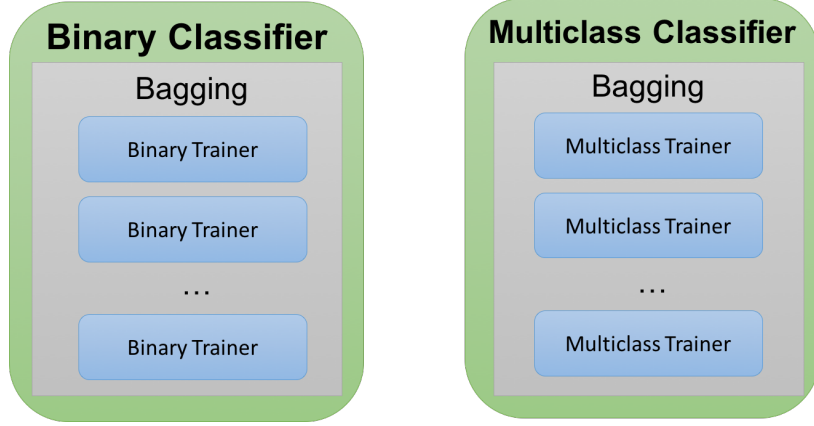 Binary Classifier
Bagging
Binary Trainer
Binary Trainer
...
Binary Trainer
Multiclass Classifier
Bagging
Multiclass Trainer
Multiclass Trainer
...
Multiclass Trainer